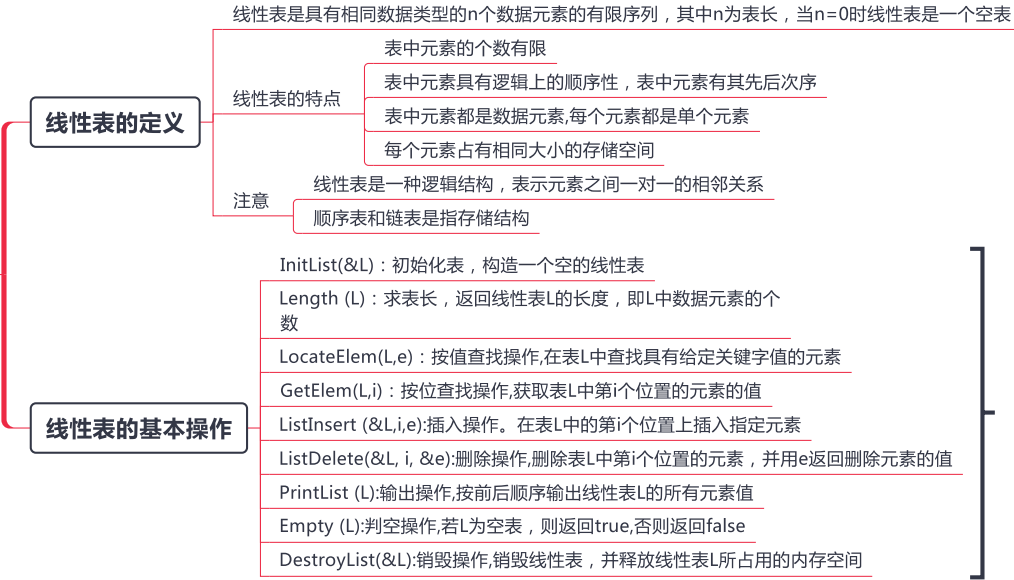 线性表是具有相同数据类型的n个数据元素的有限序列，其中n为表长，当n=0时线性表是一个空表
线性表的定义
线性表的特点
表中元素的个数有限
表中元素具有逻辑上的顺序性，表中元素有其先后次序
表中元素都是数据元素,每个元素都是单个元素
每个元素占有相同大小的存储空间
注意
线性表是一种逻辑结构，表示元素之间一对一的相邻关系
顺序表和链表是指存储结构
线性表的基本操作
InitList(&L)：初始化表，构造一个空的线性表
Length (L)：求表长，返回线性表L的长度，即L中数据元素的个
数
LocateElem(L,e)：按值查找操作,在表L中查找具有给定关键字值的元素
GetElem(L,i)：按位查找操作,获取表L中第i个位置的元素的值
ListInsert (&L,i,e):插入操作。在表L中的第i个位置上插入指定元素
ListDelete(&L, i, &e):删除操作,删除表L中第i个位置的元素，并用e返回删除元素的值
PrintList (L):输出操作,按前后顺序输出线性表L的所有元素值
Empty (L):判空操作,若L为空表，则返回true,否则返回false
DestroyList(&L):销毁操作,销毁线性表，并释放线性表L所占用的内存空间